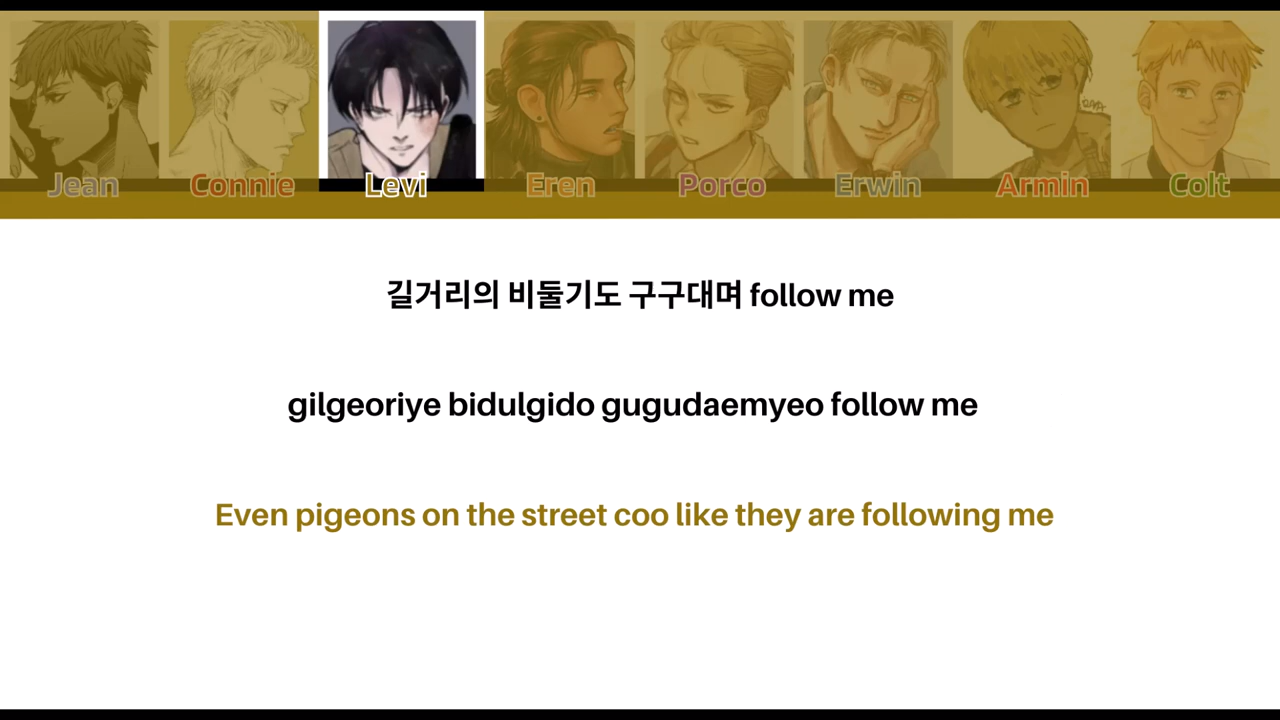 Jean Connie Levi Eren Porco Erwin Armin Colt
길거리의 비둘기도 구구대며 follow me
gilgeoriye bidulgido gugudaemyeo follow me
Even pigeons on the street coo like they are following me